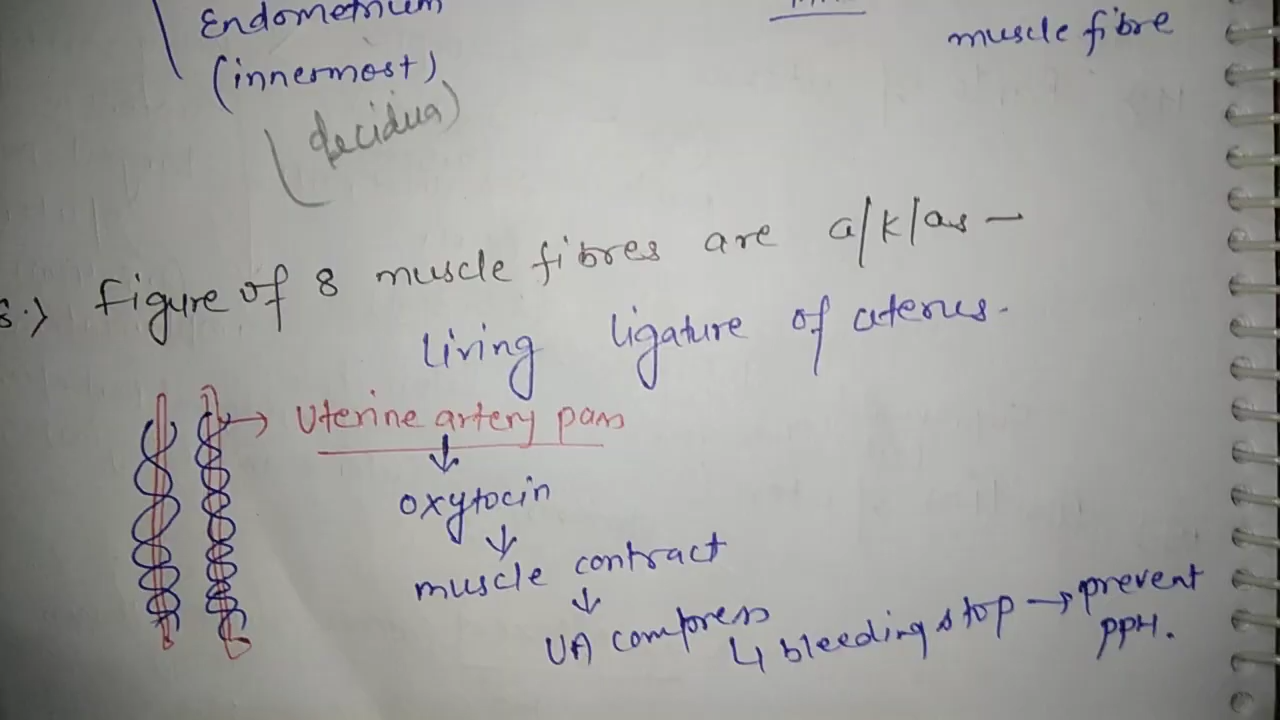 Endometrium
(innermost)
(decidua)
muscle fibre
Figure of 8 muscle fibres are a/k/as –
living ligature of uterus.
→ Uterine artery pass
↓
oxytocin
↓
muscle contract
↓
UA compress
↳ bleeding stop → prevent
PPH.